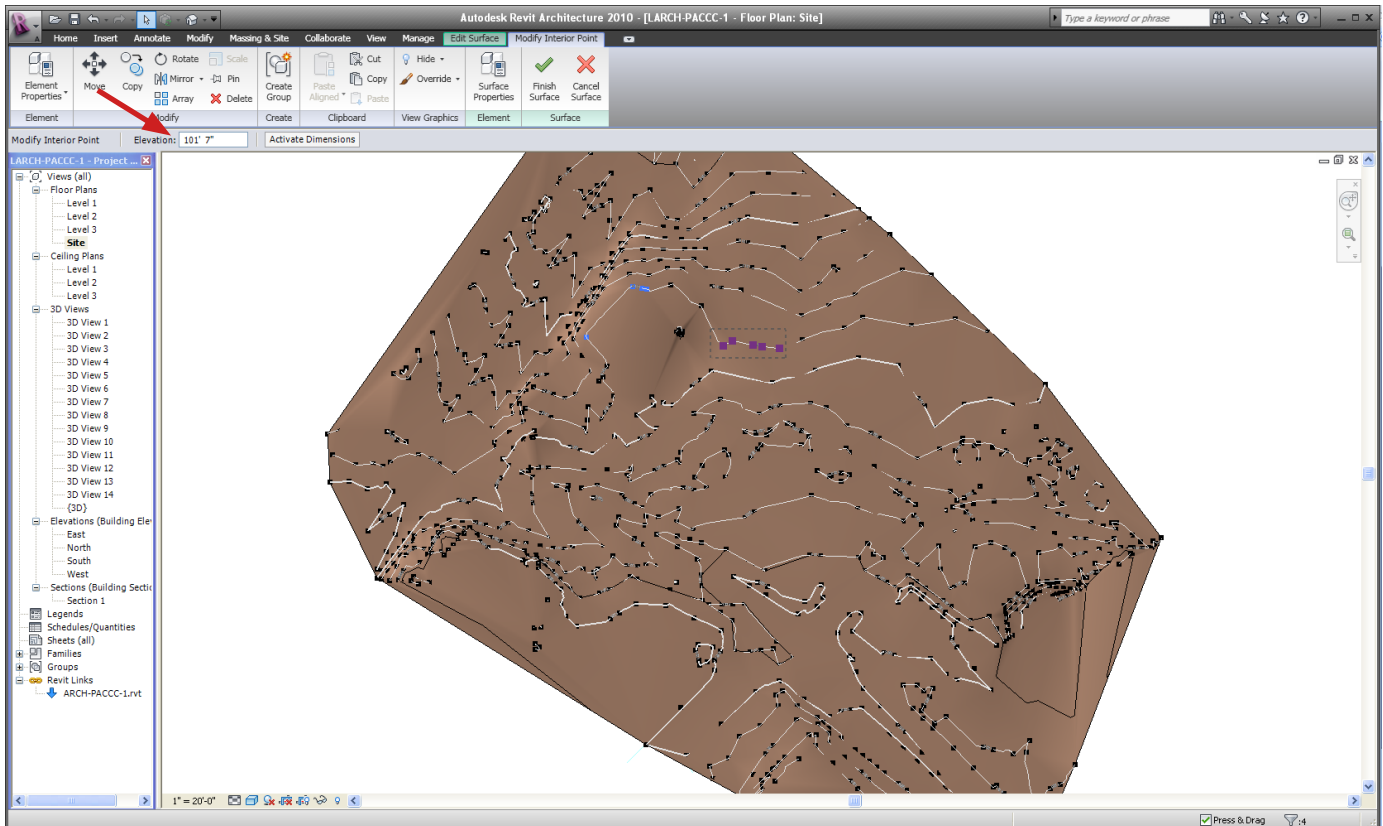 Autodesk Revit Architecture 2010 - [LARCH-PACCC-1 - Floor Plan: Site]
Type a keyword or phrase
Home Insert Annotate Modify Massing & Site Collaborate View Manage Edit Surface Modify Interior Point
Element Properties
Move
Copy
Rotate
Scale
Mirror
Pin
Array
Delete
Create Group
Paste Aligned
Cut
Copy
Paste
Hide
Override
Surface Properties
Finish Surface
Cancel Surface
Element Modify Create Clipboard View Graphics Element Surface
Modify Interior Point Elevation: 101' 7" Activate Dimensions
LARCH-PACCC-1 - Project ...
Views (all)
Floor Plans
Level 1
Level 2
Level 3
Site
Ceiling Plans
Level 1
Level 2
Level 3
3D Views
3D View 1
3D View 2
3D View 3
3D View 4
3D View 5
3D View 6
3D View 7
3D View 8
3D View 9
3D View 10
3D View 11
3D View 12
3D View 13
3D View 14
{3D}
Elevations (Building Ele
East
North
South
West
Sections (Building Sectio
Section 1
Legends
Schedules/Quantities
Sheets (all)
Families
Groups
Revit Links
ARCH-PACCC-1.rvt
1" = 20'-0"
Press & Drag :4